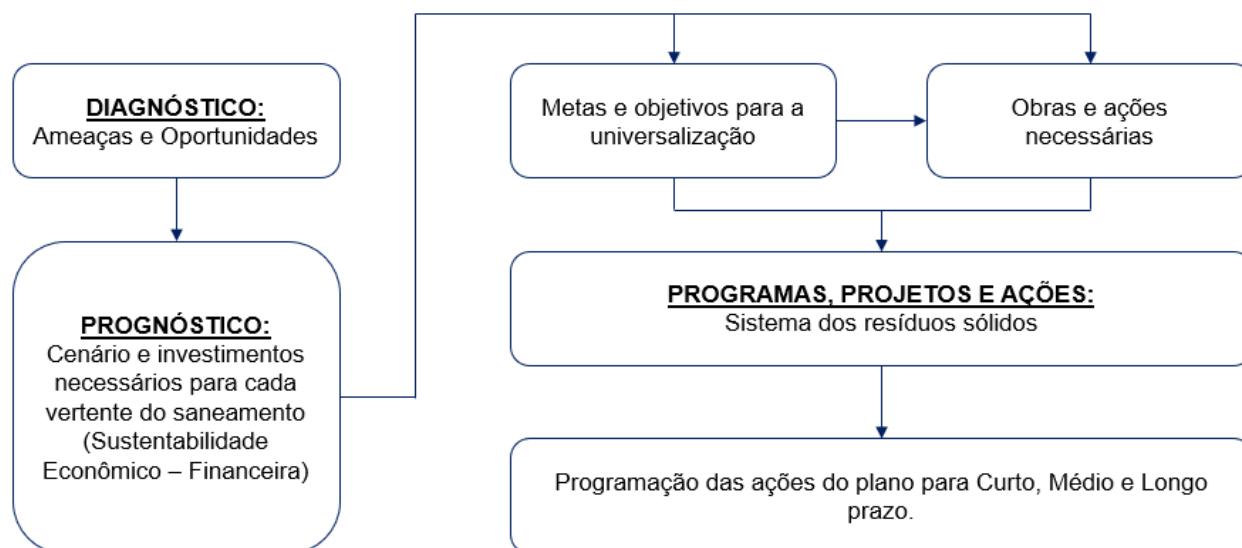 DIAGNÓSTICO:
Ameaças e Oportunidades
PROGNÓSTICO:
Cenário e investimentos
necessários para cada
vertente do saneamento
(Sustentabilidade
Econômico – Financeira)
Metas e objetivos para a
universalização
Obras e ações
necessárias
PROGRAMAS, PROJETOS E AÇÕES:
Sistema dos resíduos sólidos
Programação das ações do plano para Curto, Médio e Longo
prazo.